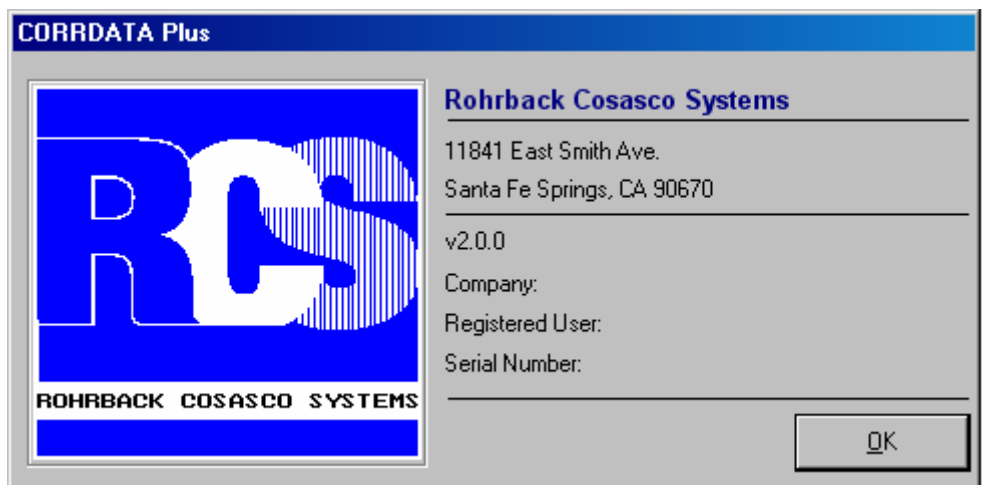 CORRDATA Plus
RCS
ROHRBACK COSASCO SYSTEMS
Rohrback Cosasco Systems
11841 East Smith Ave.
Santa Fe Springs, CA 90670
v2.0.0
Company:
Registered User:
Serial Number:
OK